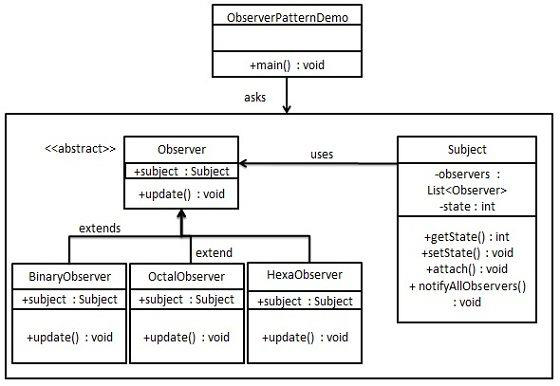 ObserverPatternDemo
+main() : void
asks
<<abstract>>
Observer
+subject : Subject
+update() : void
uses
Subject
-observers :
List<Observer>
-state : int
+getState() : int
+setState() : void
+attach() : void
+ notifyAllObservers()
: void
extends
extend
BinaryObserver
+subject : Subject
+update() : void
OctalObserver
+subject : Subject
+update() : void
HexaObserver
+subject : Subject
+update() : void